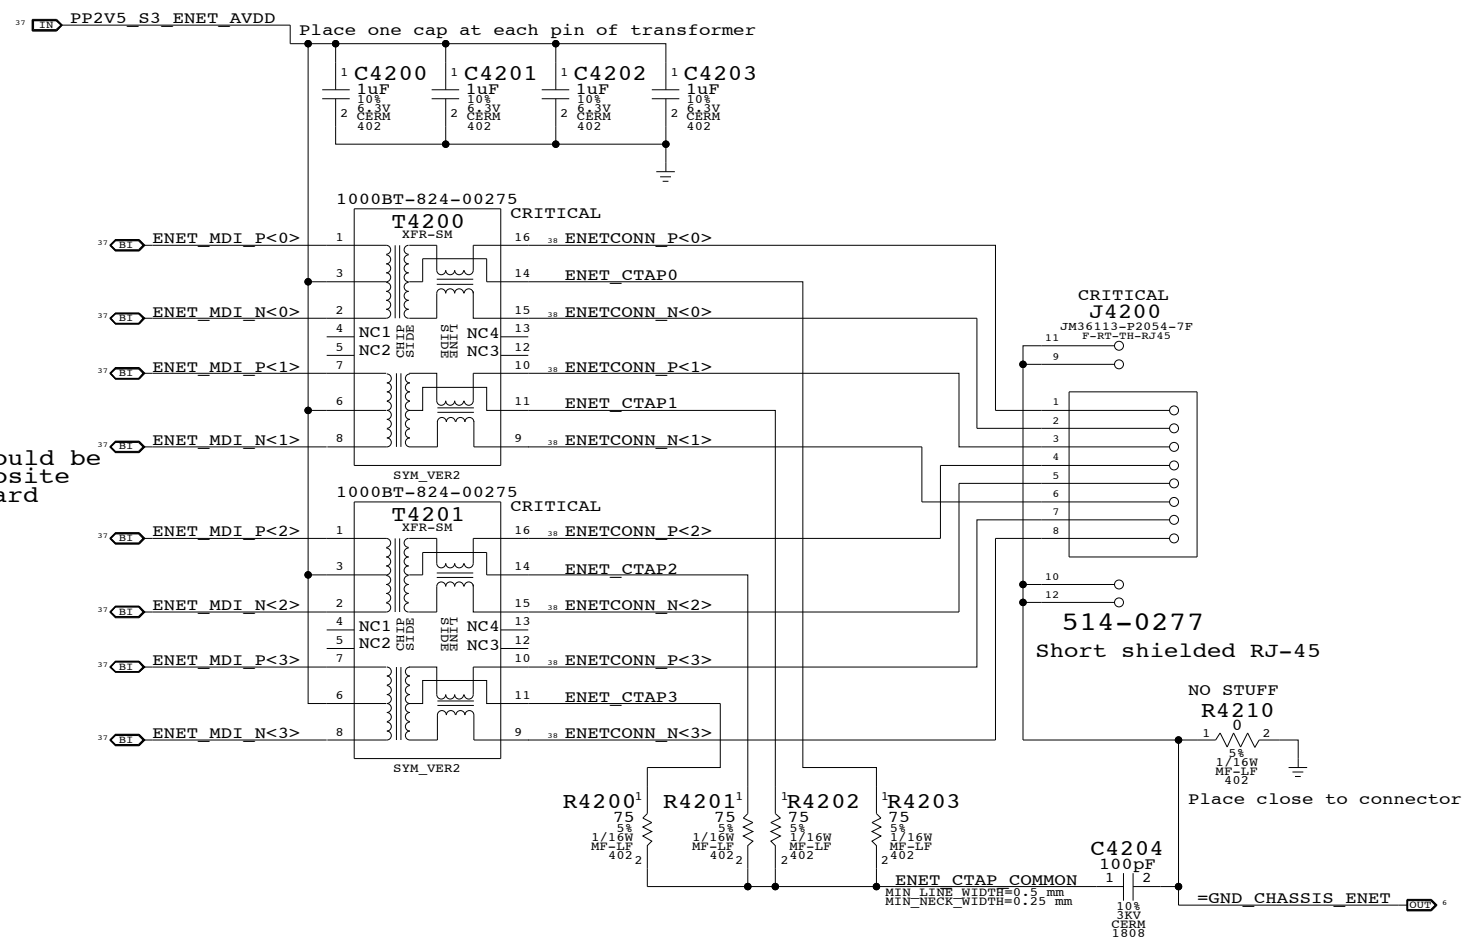 37 IN PP2V5_S3_ENET_AVDD
Place one cap at each pin of transformer
1 C4200 1 C4201 1 C4202 1 C4203
1uF 1uF 1uF 1uF
10% 10% 10% 10%
6.3V 6.3V 6.3V 6.3V
2 CERM 2 CERM 2 CERM 2 CERM
402 402 402 402
1000BT-824-00275
CRITICAL
T4200
XFR-SM
37 BI ENET_MDI_P<0> 1 16 38 ENETCONN_P<0>
3 14 ENET_CTAP0
37 BI ENET_MDI_N<0> 2 15 38 ENETCONN_N<0>
4 NC1 CHIP SIDE LINE SIDE NC4 13
5 NC2 NC3 12
37 BI ENET_MDI_P<1> 7 10 38 ENETCONN_P<1>
6 11 ENET_CTAP1
37 BI ENET_MDI_N<1> 8 9 38 ENETCONN_N<1>
SYM_VER2
ould be
osite
ard
CRITICAL
J4200
JM36113-P2054-7F
F-RT-TH-RJ45
11
9
1
2
3
4
5
6
7
8
10
12
514-0277
Short shielded RJ-45
1000BT-824-00275
CRITICAL
T4201
XFR-SM
37 BI ENET_MDI_P<2> 1 16 38 ENETCONN_P<2>
3 14 ENET_CTAP2
37 BI ENET_MDI_N<2> 2 15 38 ENETCONN_N<2>
4 NC1 CHIP SIDE LINE SIDE NC4 13
5 NC2 NC3 12
37 BI ENET_MDI_P<3> 7 10 38 ENETCONN_P<3>
6 11 ENET_CTAP3
37 BI ENET_MDI_N<3> 8 9 38 ENETCONN_N<3>
SYM_VER2
NO STUFF
R4210
0
1 2
5%
1/16W
MF-LF
402
Place close to connector
R4200 1 R4201 1 1 R4202 1 R4203
75 75 75 75
5% 5% 5% 5%
1/16W 1/16W 1/16W 1/16W
MF-LF MF-LF MF-LF MF-LF
402 2 402 2 2 402 2 402
C4204
100pF
ENET_CTAP_COMMON 1 2
MIN_LINE_WIDTH=0.5 mm
MIN_NECK_WIDTH=0.25 mm
10%
3KV
CERM
1808
=GND_CHASSIS_ENET OUT 6